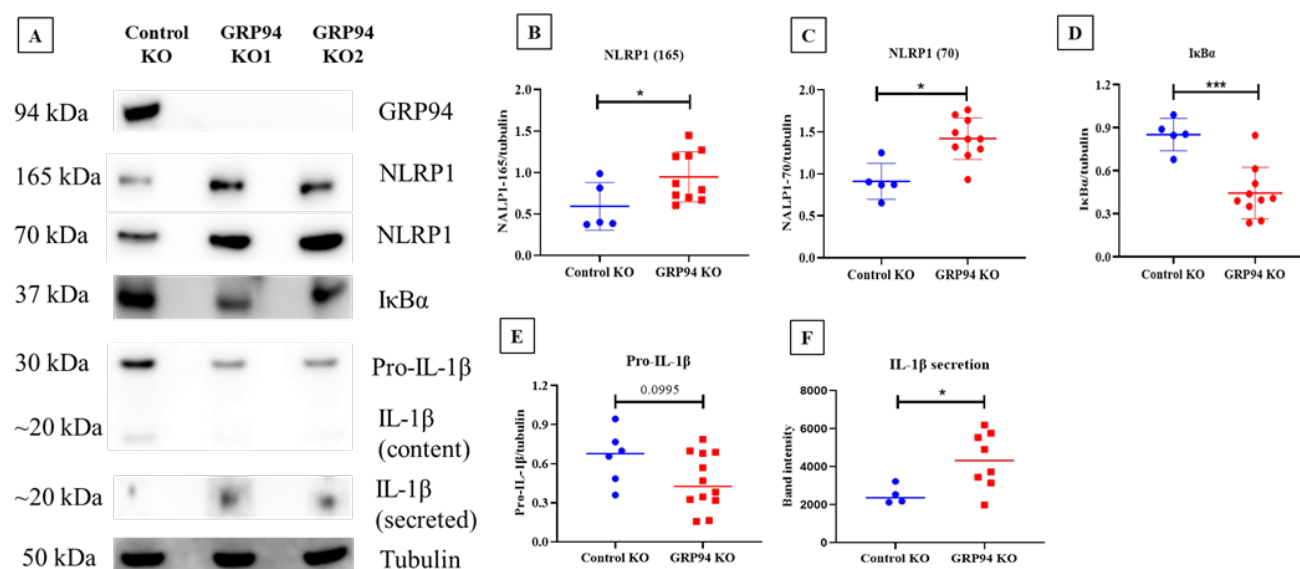 A
Control KO
GRP94 KO1
GRP94 KO2
94 kDa
GRP94
165 kDa
NLRP1
70 kDa
NLRP1
37 kDa
IκBα
30 kDa
Pro-IL-1β
~20 kDa
IL-1β
(content)
~20 kDa
IL-1β
(secreted)
50 kDa
Tubulin
B
NLRP1 (165)
*
NALP1-165/tubulin
2.0
1.5
1.0
0.5
0.0
Control KO
GRP94 KO
C
NLRP1 (70)
*
NALP1-70/tubulin
2.0
1.5
1.0
0.5
0.0
Control KO
GRP94 KO
D
IκBα
***
IκBα/tubulin
1.2
0.9
0.6
0.3
0.0
Control KO
GRP94 KO
E
Pro-IL-1β
0.0995
Pro-IL-1β/tubulin
1.2
0.9
0.6
0.3
0.0
Control KO
GRP94 KO
F
IL-1β secretion
*
Band intensity
8000
6000
4000
2000
0
Control KO
GRP94 KO